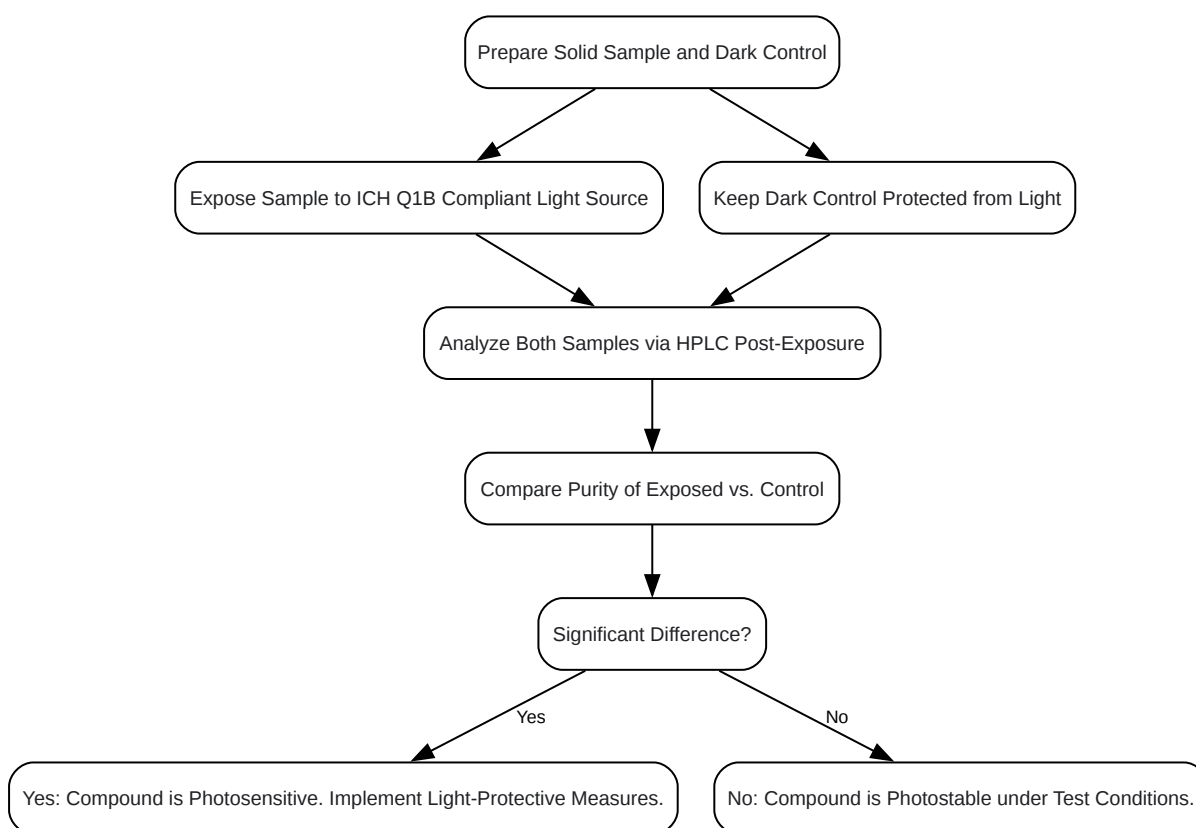 Prepare Solid Sample and Dark Control
Expose Sample to ICH Q1B Compliant Light Source
Keep Dark Control Protected from Light
Analyze Both Samples via HPLC Post-Exposure
Compare Purity of Exposed vs. Control
Significant Difference?
Yes
No
Yes: Compound is Photosensitive. Implement Light-Protective Measures.
No: Compound is Photostable under Test Conditions.